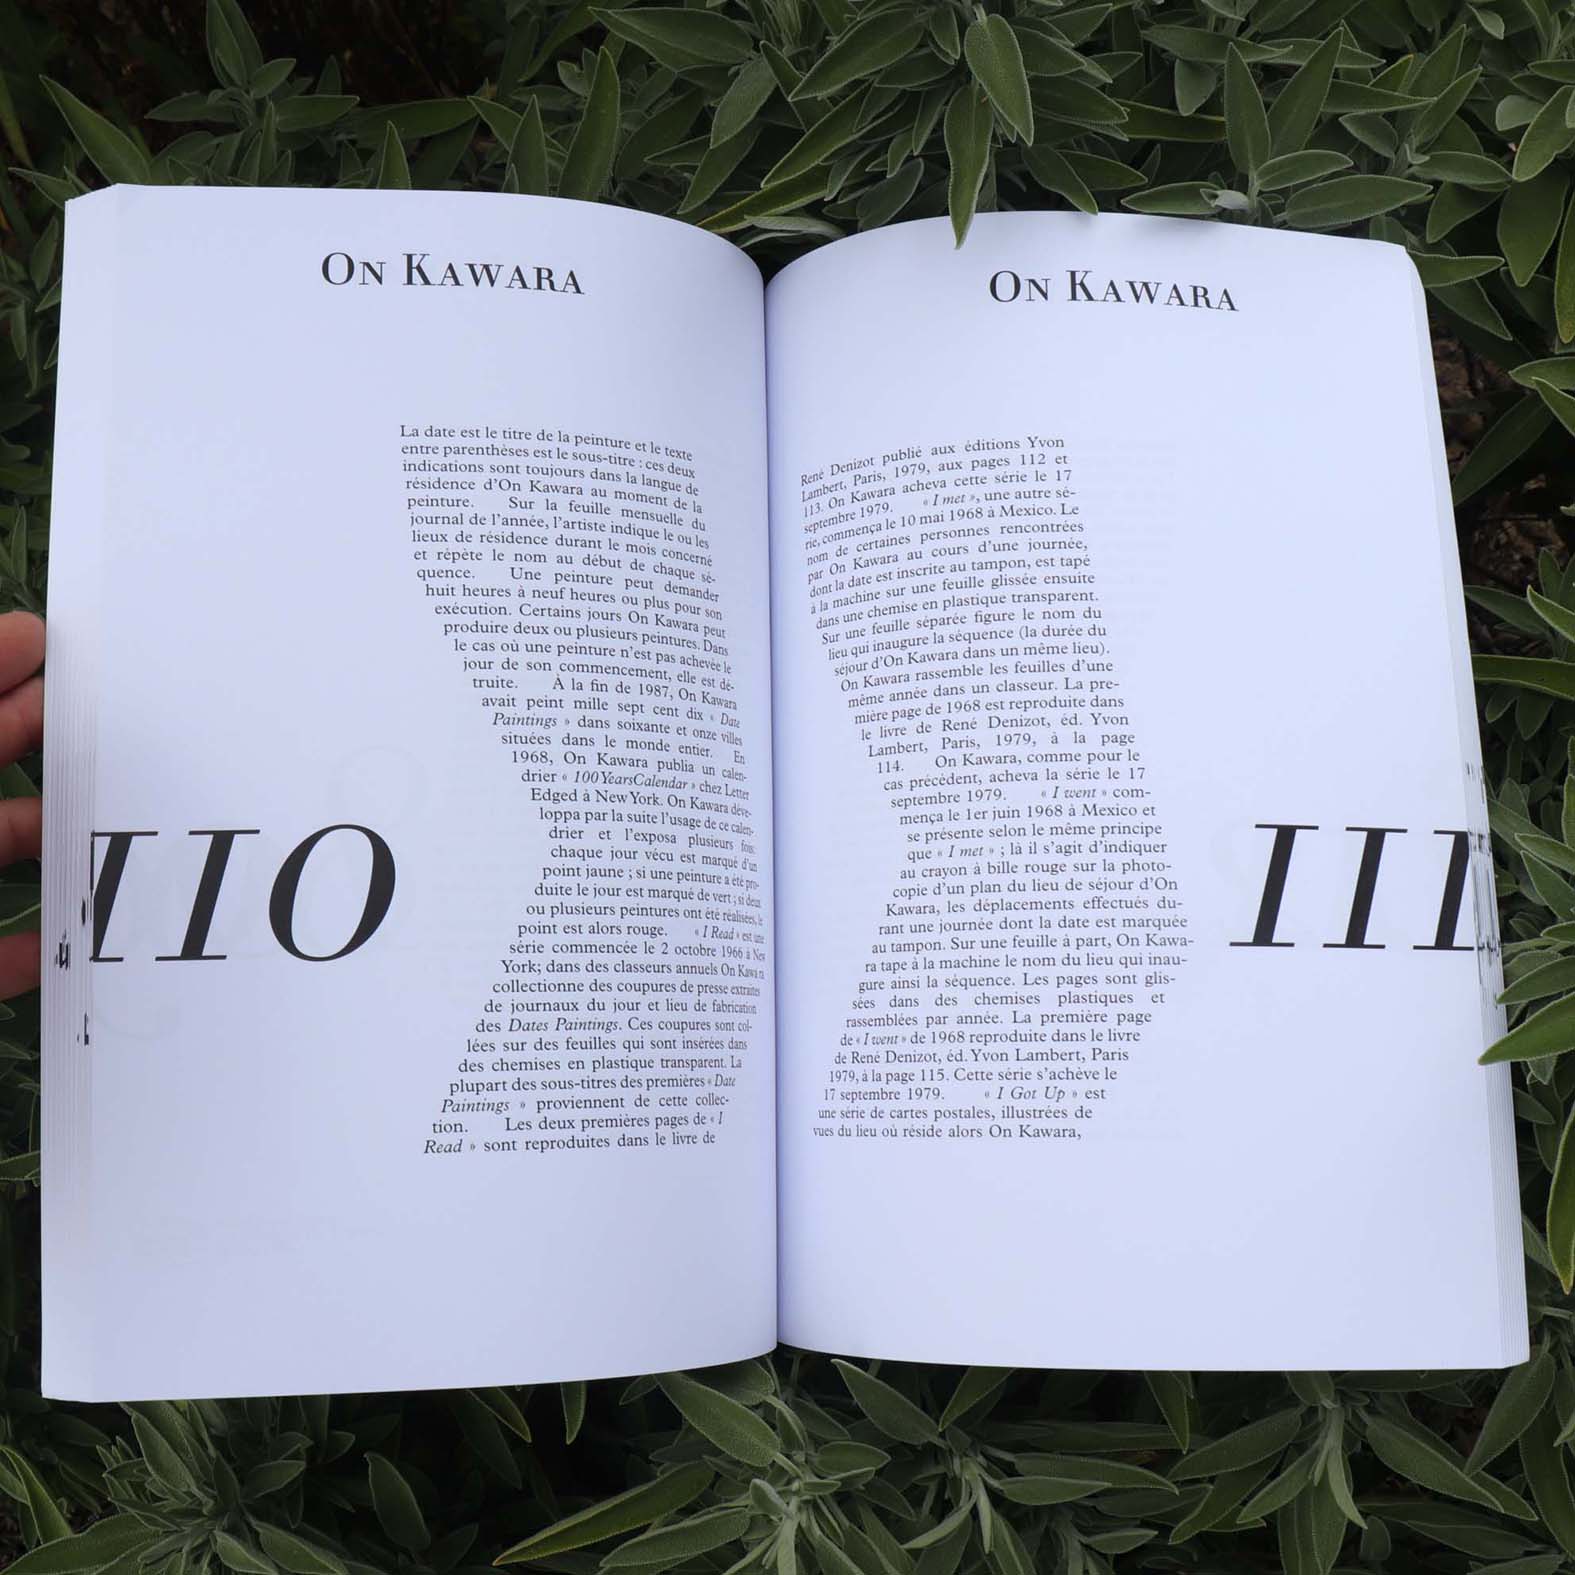 On Kawara
La date est le titre de la peinture et le texte
entre parenthèses est le sous-titre : ces deux
indications sont toujours dans la langue de
résidence d'On Kawara au moment de la
peinture. Sur la feuille mensuelle du
journal de l'année, l'artiste indique le ou les
lieux de résidence durant le mois concerné
et répète le nom au début de chaque sé-
quence. Une peinture peut demander
huit heures à neuf heures ou plus pour son
exécution. Certains jours On Kawara peut
produire deux ou plusieurs peintures. Dans
le cas où une peinture n'est pas achevée le
jour de son commencement, elle est dé-
truite. À la fin de 1987, On Kawara
avait peint mille sept cent dix « Date
Paintings » dans soixante et onze villes
situées dans le monde entier. En
1968, On Kawara publia un calen-
drier « 100 Years Calendar » chez Letter
Edged à New York. On Kawara déve-
loppa par la suite l'usage de ce calen-
drier et l'exposa plusieurs fois:
chaque jour vécu est marqué d'un
point jaune ; si une peinture a été pro-
duite le jour est marqué de vert ; si deux
ou plusieurs peintures ont été réalisées, le
point est alors rouge. « I Read » est une
série commencée le 2 octobre 1966 à New
York; dans des classeurs annuels On Kawara
collectionne des coupures de presse extraites
de journaux du jour et lieu de fabrication
des Dates Paintings. Ces coupures sont col-
lées sur des feuilles qui sont insérées dans
des chemises en plastique transparent. La
plupart des sous-titres des premières « Date
Paintings » proviennent de cette collec-
tion. Les deux premières pages de « I
Read » sont reproduites dans le livre de
110
On Kawara
René Denizot publié aux éditions Yvon
Lambert, Paris, 1979, aux pages 112 et
113. On Kawara acheva cette série le 17
septembre 1979. « I met », une autre sé-
rie, commença le 10 mai 1968 à Mexico. Le
nom de certaines personnes rencontrées
par On Kawara au cours d'une journée,
dont la date est inscrite au tampon, est tapé
à la machine sur une feuille glissée ensuite
dans une chemise en plastique transparent.
Sur une feuille séparée figure le nom du
lieu qui inaugure la séquence (la durée du
séjour d'On Kawara dans un même lieu).
On Kawara rassemble les feuilles d'une
même année dans un classeur. La pre-
mière page de 1968 est reproduite dans
le livre de René Denizot, éd. Yvon
Lambert, Paris, 1979, à la page
114. On Kawara, comme pour le
cas précédent, acheva la série le 17
septembre 1979. « I went » com-
mença le 1er juin 1968 à Mexico et
se présente selon le même principe
que « I met » ; là il s'agit d'indiquer
au crayon à bille rouge sur la photo-
copie d'un plan du lieu de séjour d'On
Kawara, les déplacements effectués du-
rant une journée dont la date est marquée
au tampon. Sur une feuille à part, On Kawa-
ra tape à la machine le nom du lieu qui inau-
gure ainsi la séquence. Les pages sont glis-
sées dans des chemises plastiques et
rassemblées par année. La première page
de « I went » de 1968 reproduite dans le livre
de René Denizot, éd. Yvon Lambert, Paris
1979, à la page 115. Cette série s'achève le
17 septembre 1979. « I Got Up » est
une série de cartes postales, illustrées de
vues du lieu où réside alors On Kawara,
111